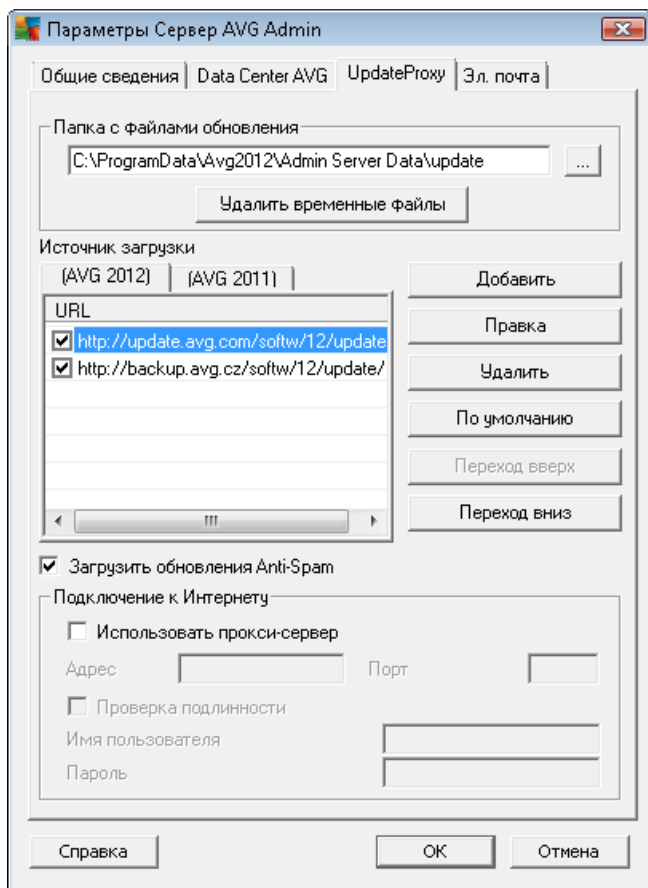 Параметры Сервер AVG Admin
Общие сведения Data Center AVG UpdateProxy Эл. почта
Папка с файлами обновления
C:\ProgramData\Avg2012\Admin Server Data\update ...
Удалить временные файлы
Источник загрузки
(AVG 2012) (AVG 2011)
URL
http://update.avg.com/softw/12/update
http://backup.avg.cz/softw/12/update/
Добавить
Правка
Удалить
По умолчанию
Переход вверх
Переход вниз
Загрузить обновления Anti-Spam
Подключение к Интернету
Использовать прокси-сервер
Адрес Порт
Проверка подлинности
Имя пользователя
Пароль
Справка OK Отмена